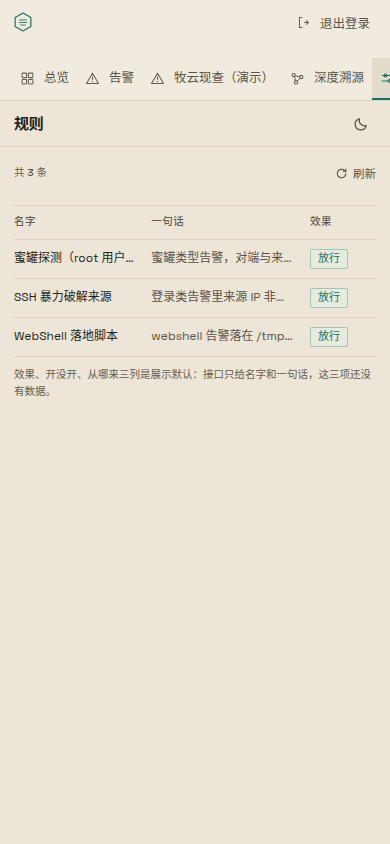 退出登录
总览 告警 牧云现查（演示） 深度溯源
规则
共 3 条 刷新
名字 一句话 效果
蜜罐探测（root 用户... 蜜罐类型告警，对端与来... 放行
SSH 暴力破解来源 登录类告警里来源 IP 非... 放行
WebShell 落地脚本 webshell 告警落在 /tmp... 放行
效果、开没开、从哪来三列是展示默认：接口只给名字和一句话，这三项还没
有数据。